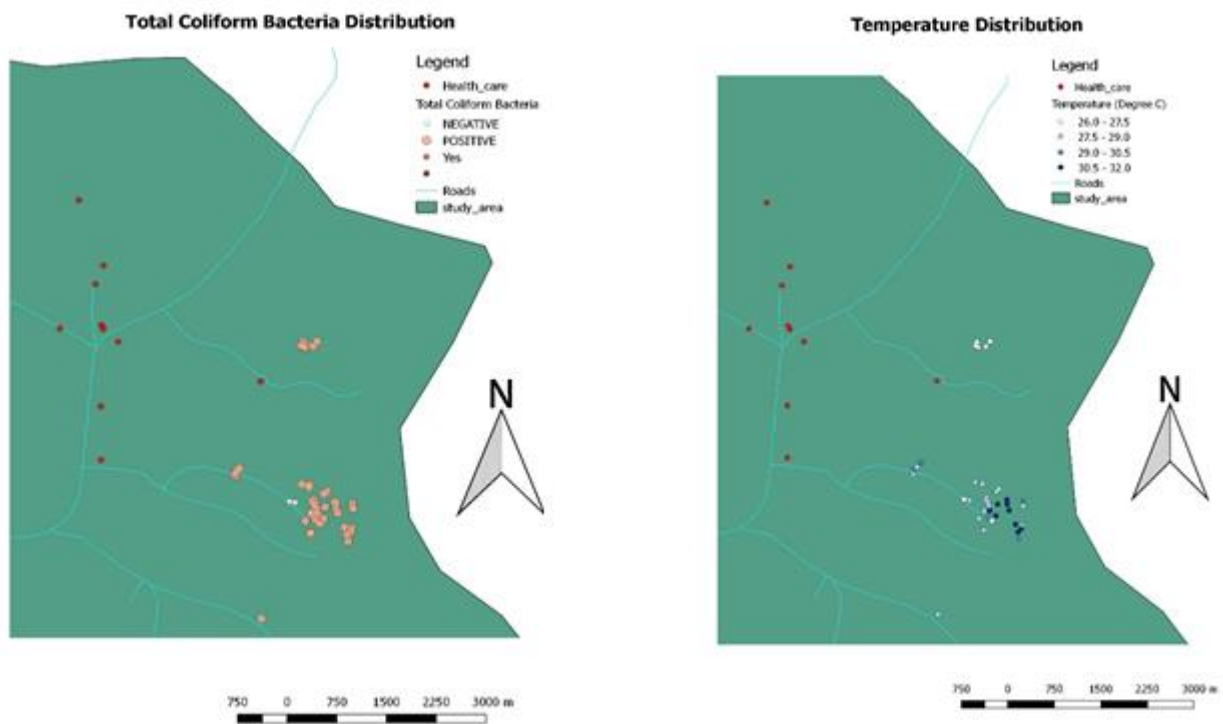 Total Coliform Bacteria Distribution
Legend
Health_care
Total Coliform Bacteria
NEGATIVE
POSITIVE
Yes
Roads
study_area
N
750 0 750 1500 2250 3000 m
Temperature Distribution
Legend
Health_care
Temperature (Degree C)
26.0 - 27.5
27.5 - 29.0
29.0 - 30.5
30.5 - 32.0
Roads
study_area
N
750 0 750 1500 2250 3000 m